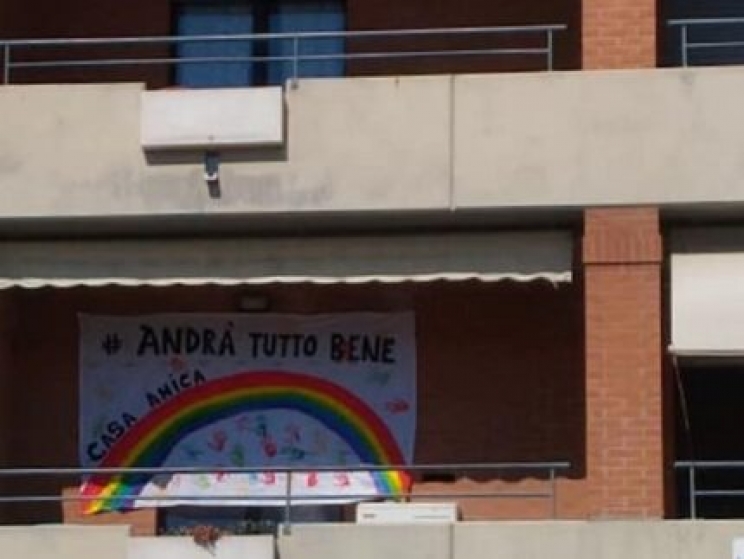 # ANDRÀ TUTTO BENE
CASA AMICA